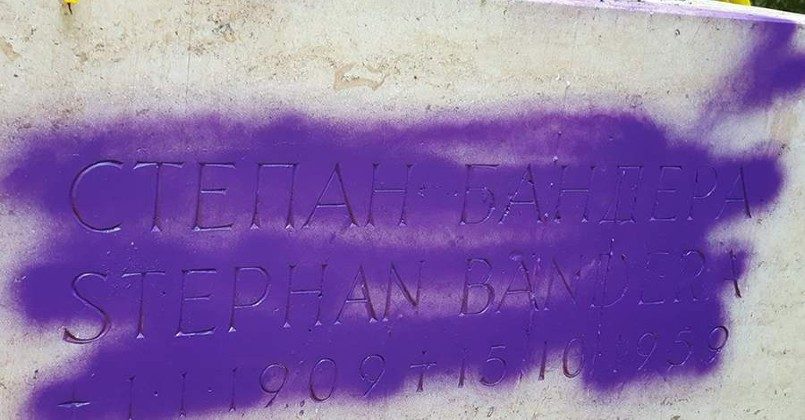 СТЕПАН БАНДЕРА
STEPHAN BANDERA
+ 1.1.1909 + 15.10.1959